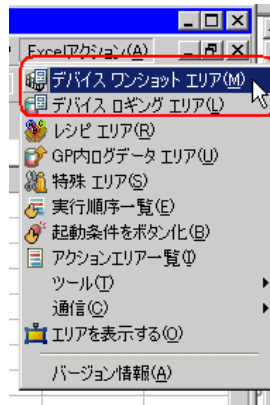 Excelアクション(A)
デバイス ワンショット エリア(M)
デバイス ロギング エリア(L)
レシピ エリア(R)
GP内ログデータ エリア(U)
特殊 エリア(S)
実行順序一覧(E)
起動条件をボタン化(B)
アクションエリア一覧(I)
ツール(T)
通信(C)
エリアを表示する(O)
バージョン情報(A)